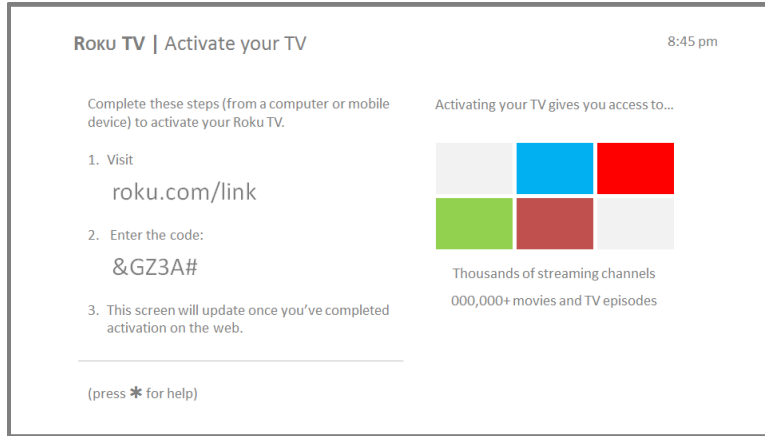 ROKU TV | Activate your TV
8:45 pm
Complete these steps (from a computer or mobile
device) to activate your Roku TV.
1. Visit
roku.com/link
2. Enter the code:
&GZ3A#
3. This screen will update once you’ve completed
activation on the web.
(press ✱ for help)
Activating your TV gives you access to...
Thousands of streaming channels
000,000+ movies and TV episodes